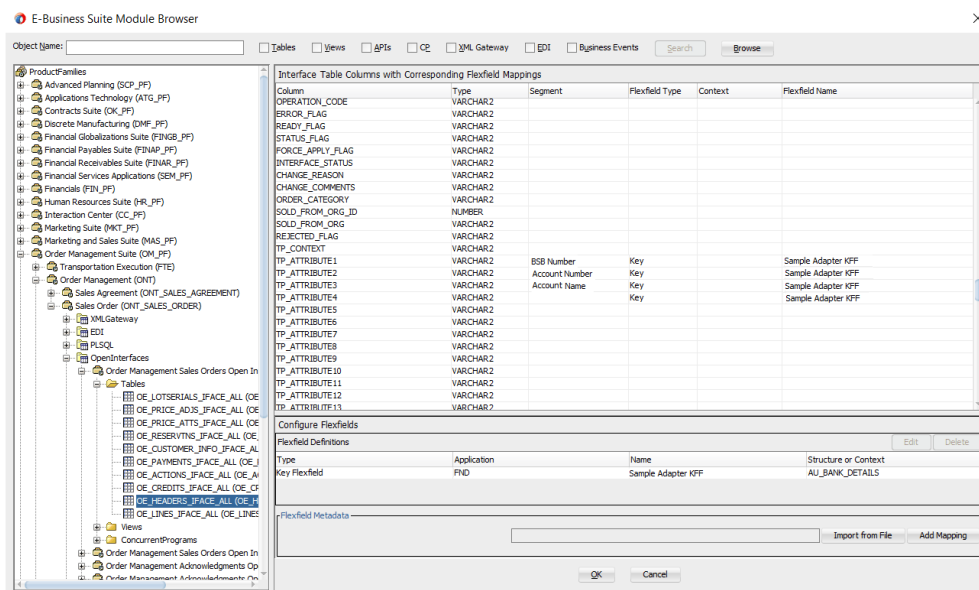 E-Business Suite Module Browser
Object Name: Tables Views APIs CP XML Gateway EDI Business Events Search Browse
ProductFamilies
Advanced Planning (SCP_PF)
Applications Technology (ATG_PF)
Contracts Suite (OK_PF)
Discrete Manufacturing (DMF_PF)
Financial Globalizations Suite (FINGB_PF)
Financial Payables Suite (FINAP_PF)
Financial Receivables Suite (FINAR_PF)
Financial Services Applications (SEM_PF)
Financials (FIN_PF)
Human Resources Suite (HR_PF)
Interaction Center (CC_PF)
Marketing Suite (MKT_PF)
Marketing and Sales Suite (MAS_PF)
Order Management Suite (OM_PF)
Transportation Execution (FTE)
Order Management (ONT)
Sales Agreement (ONT_SALES_AGREEMENT)
Sales Order (ONT_SALES_ORDER)
XMLGateway
EDI
PLSQL
OpenInterfaces
Order Management Sales Orders Open In
Tables
OE_LOTSERIALS_IFACE_ALL (OE
OE_PRICE_ADJS_IFACE_ALL (OE
OE_PRICE_ATTS_IFACE_ALL (OE
OE_RESERVTNS_IFACE_ALL (OE_
OE_CUSTOMER_INFO_IFACE_AL
OE_PAYMENTS_IFACE_ALL (OE_I
OE_ACTIONS_IFACE_ALL (OE_A
OE_CREDITS_IFACE_ALL (OE_CF
OE_HEADERS_IFACE_ALL (OE_H
OE_LINES_IFACE_ALL (OE_LINES
Views
ConcurrentPrograms
Order Management Sales Orders Open In
Order Management Acknowledgments Op
Order Management Acknowledgments Op
Interface Table Columns with Corresponding Flexfield Mappings
Column Type Segment Flexfield Type Context Flexfield Name
OPERATION_CODE VARCHAR2
ERROR_FLAG VARCHAR2
READY_FLAG VARCHAR2
STATUS_FLAG VARCHAR2
FORCE_APPLY_FLAG VARCHAR2
INTERFACE_STATUS VARCHAR2
CHANGE_REASON VARCHAR2
CHANGE_COMMENTS VARCHAR2
ORDER_CATEGORY VARCHAR2
SOLD_FROM_ORG_ID NUMBER
SOLD_FROM_ORG VARCHAR2
REJECTED_FLAG VARCHAR2
TP_CONTEXT VARCHAR2
TP_ATTRIBUTE1 VARCHAR2 BSB Number Key Sample Adapter KFF
TP_ATTRIBUTE2 VARCHAR2 Account Number Key Sample Adapter KFF
TP_ATTRIBUTE3 VARCHAR2 Account Name Key Sample Adapter KFF
TP_ATTRIBUTE4 VARCHAR2 Key Sample Adapter KFF
TP_ATTRIBUTE5 VARCHAR2
TP_ATTRIBUTE6 VARCHAR2
TP_ATTRIBUTE7 VARCHAR2
TP_ATTRIBUTE8 VARCHAR2
TP_ATTRIBUTE9 VARCHAR2
TP_ATTRIBUTE10 VARCHAR2
TP_ATTRIBUTE11 VARCHAR2
TP_ATTRIBUTE12 VARCHAR2
TP_ATTRIBUTE13 VARCHAR2
Configure Flexfields
Flexfield Definitions Edit Delete
Type Application Name Structure or Context
Key Flexfield FND Sample Adapter KFF AU_BANK_DETAILS
Flexfield Metadata
Import from File Add Mapping
OK Cancel